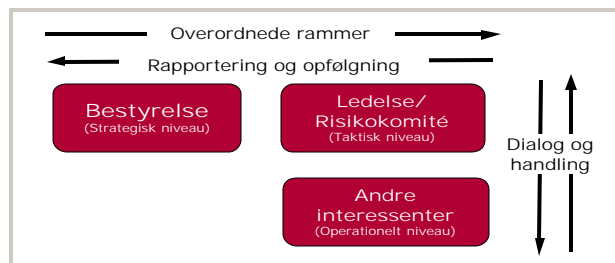 Overordnede rammer
Rapportering og opfølgning
Bestyrelse
(Strategisk niveau)
Ledelse/
Risikokomité
(Taktisk niveau)
Dialog og
handling
Andre
interessenter
(Operationelt niveau)